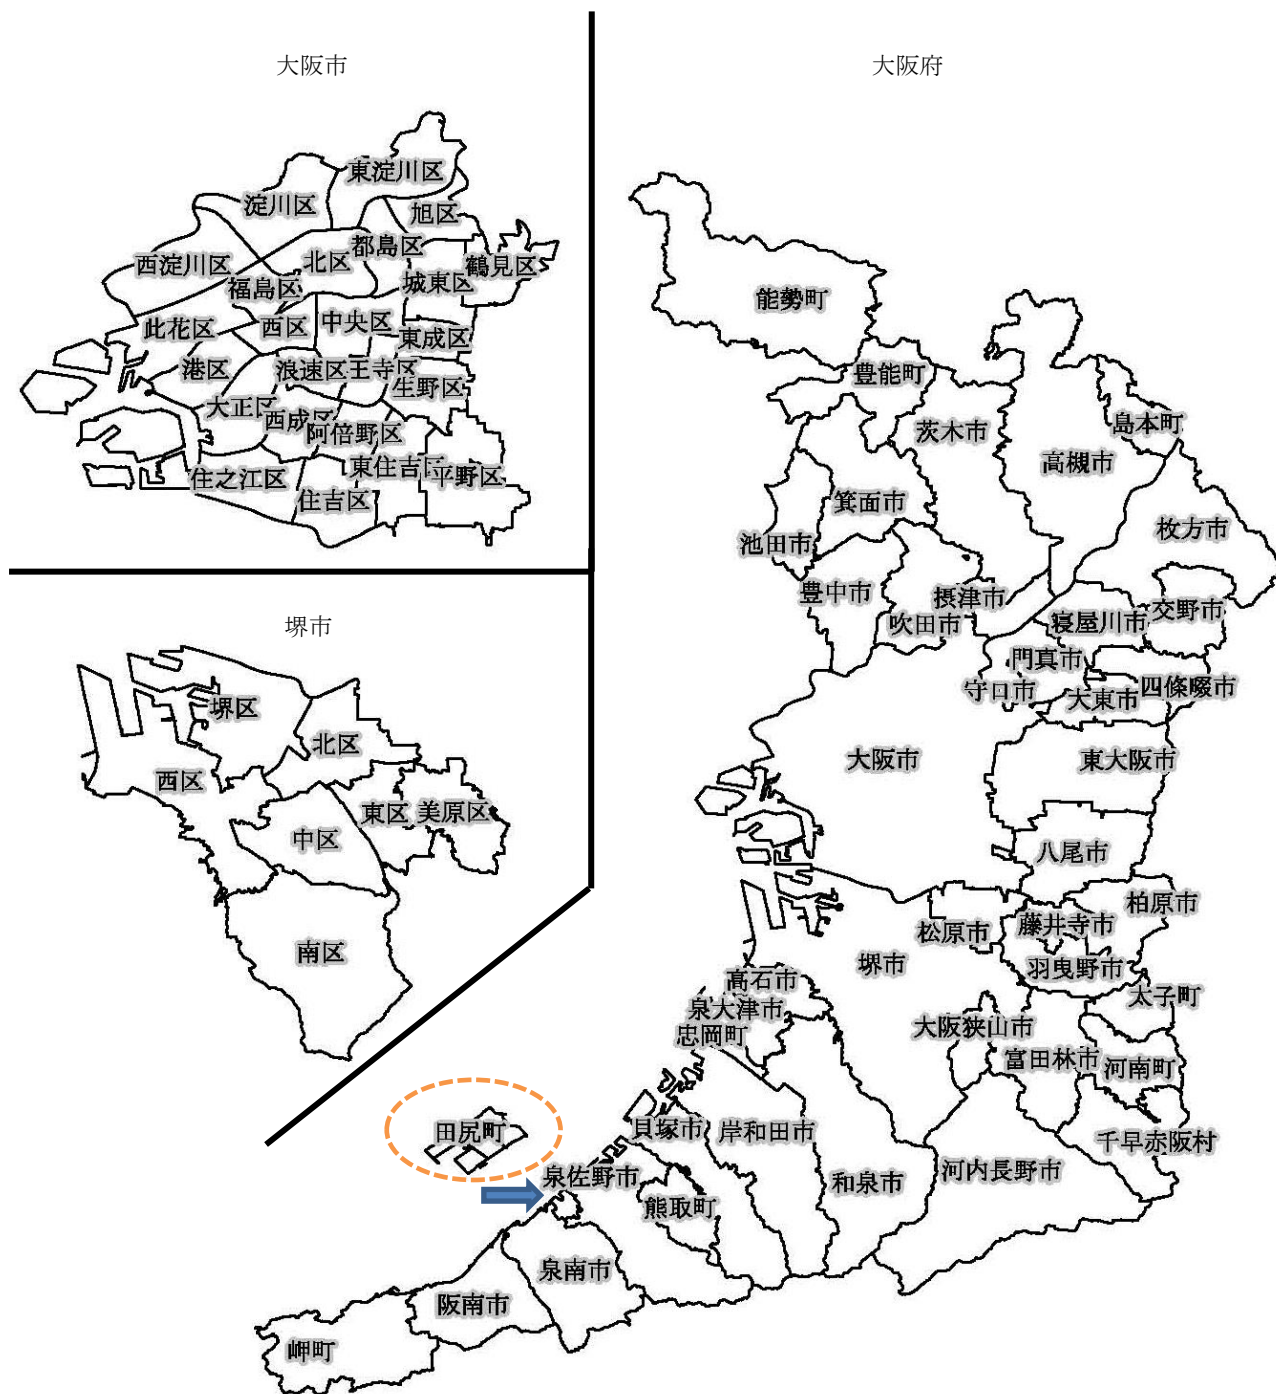 大阪市
東淀川区
淀川区
旭区
都島区
北区
西淀川区
鶴見区
城東区
福島区
此花区
西区
中央区
東成区
港区
浪速区
王寺区
生野区
大正区
西成区
阿倍野区
住之江区
東住吉区
平野区
住吉区
堺市
堺区
北区
西区
東区
美原区
中区
南区
大阪府
能勢町
豊能町
茨木市
島本町
高槻市
箕面市
枚方市
池田市
豊中市
摂津市
吹田市
寝屋川市
交野市
門真市
守口市
大東市
四條畷市
大阪市
東大阪市
八尾市
柏原市
松原市
藤井寺市
堺市
羽曳野市
高石市
太子町
泉大津市
忠岡町
大阪狭山市
富田林市
河南町
田尻町
貝塚市
岸和田市
千早赤阪村
泉佐野市
和泉市
河内長野市
熊取町
泉南市
阪南市
岬町